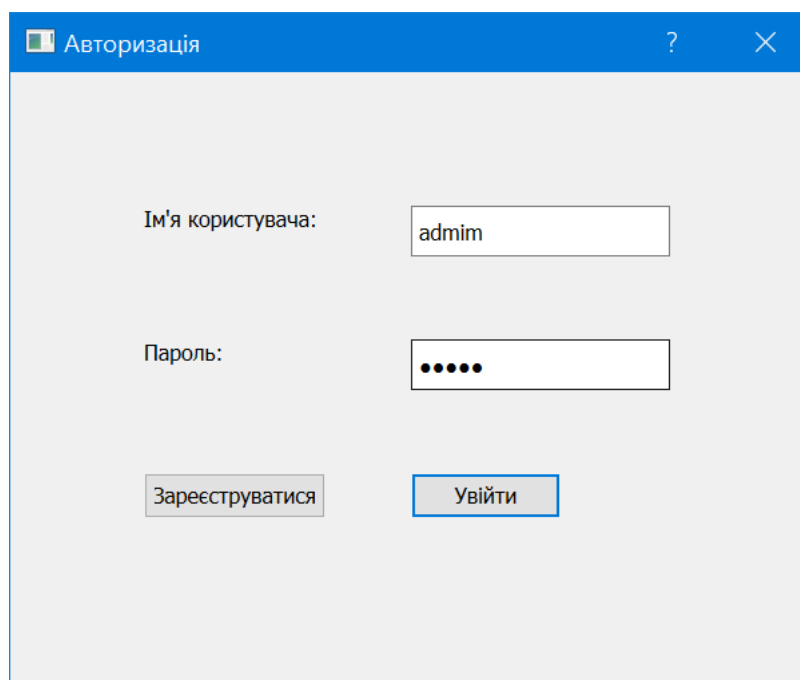 Авторизація
Ім'я користувача:
admim
Пароль:
•••••
Зареєструватися
Увійти